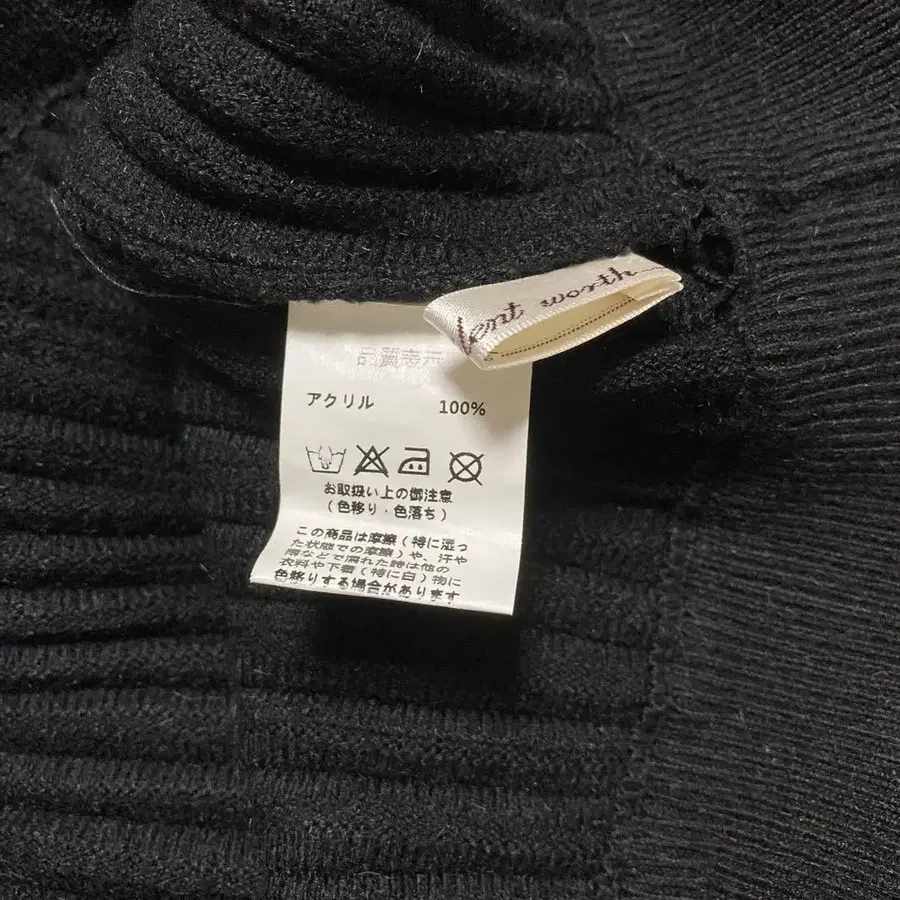 worth
品質表示
アクリル 100%
お取扱い上の御注意
(色移り・色落ち)
この商品は摩擦(特に湿っ
た状態での摩擦)や、汗や
雨などで濡れた時は他の
衣料や下着(特に白)物に
色移りする場合があります